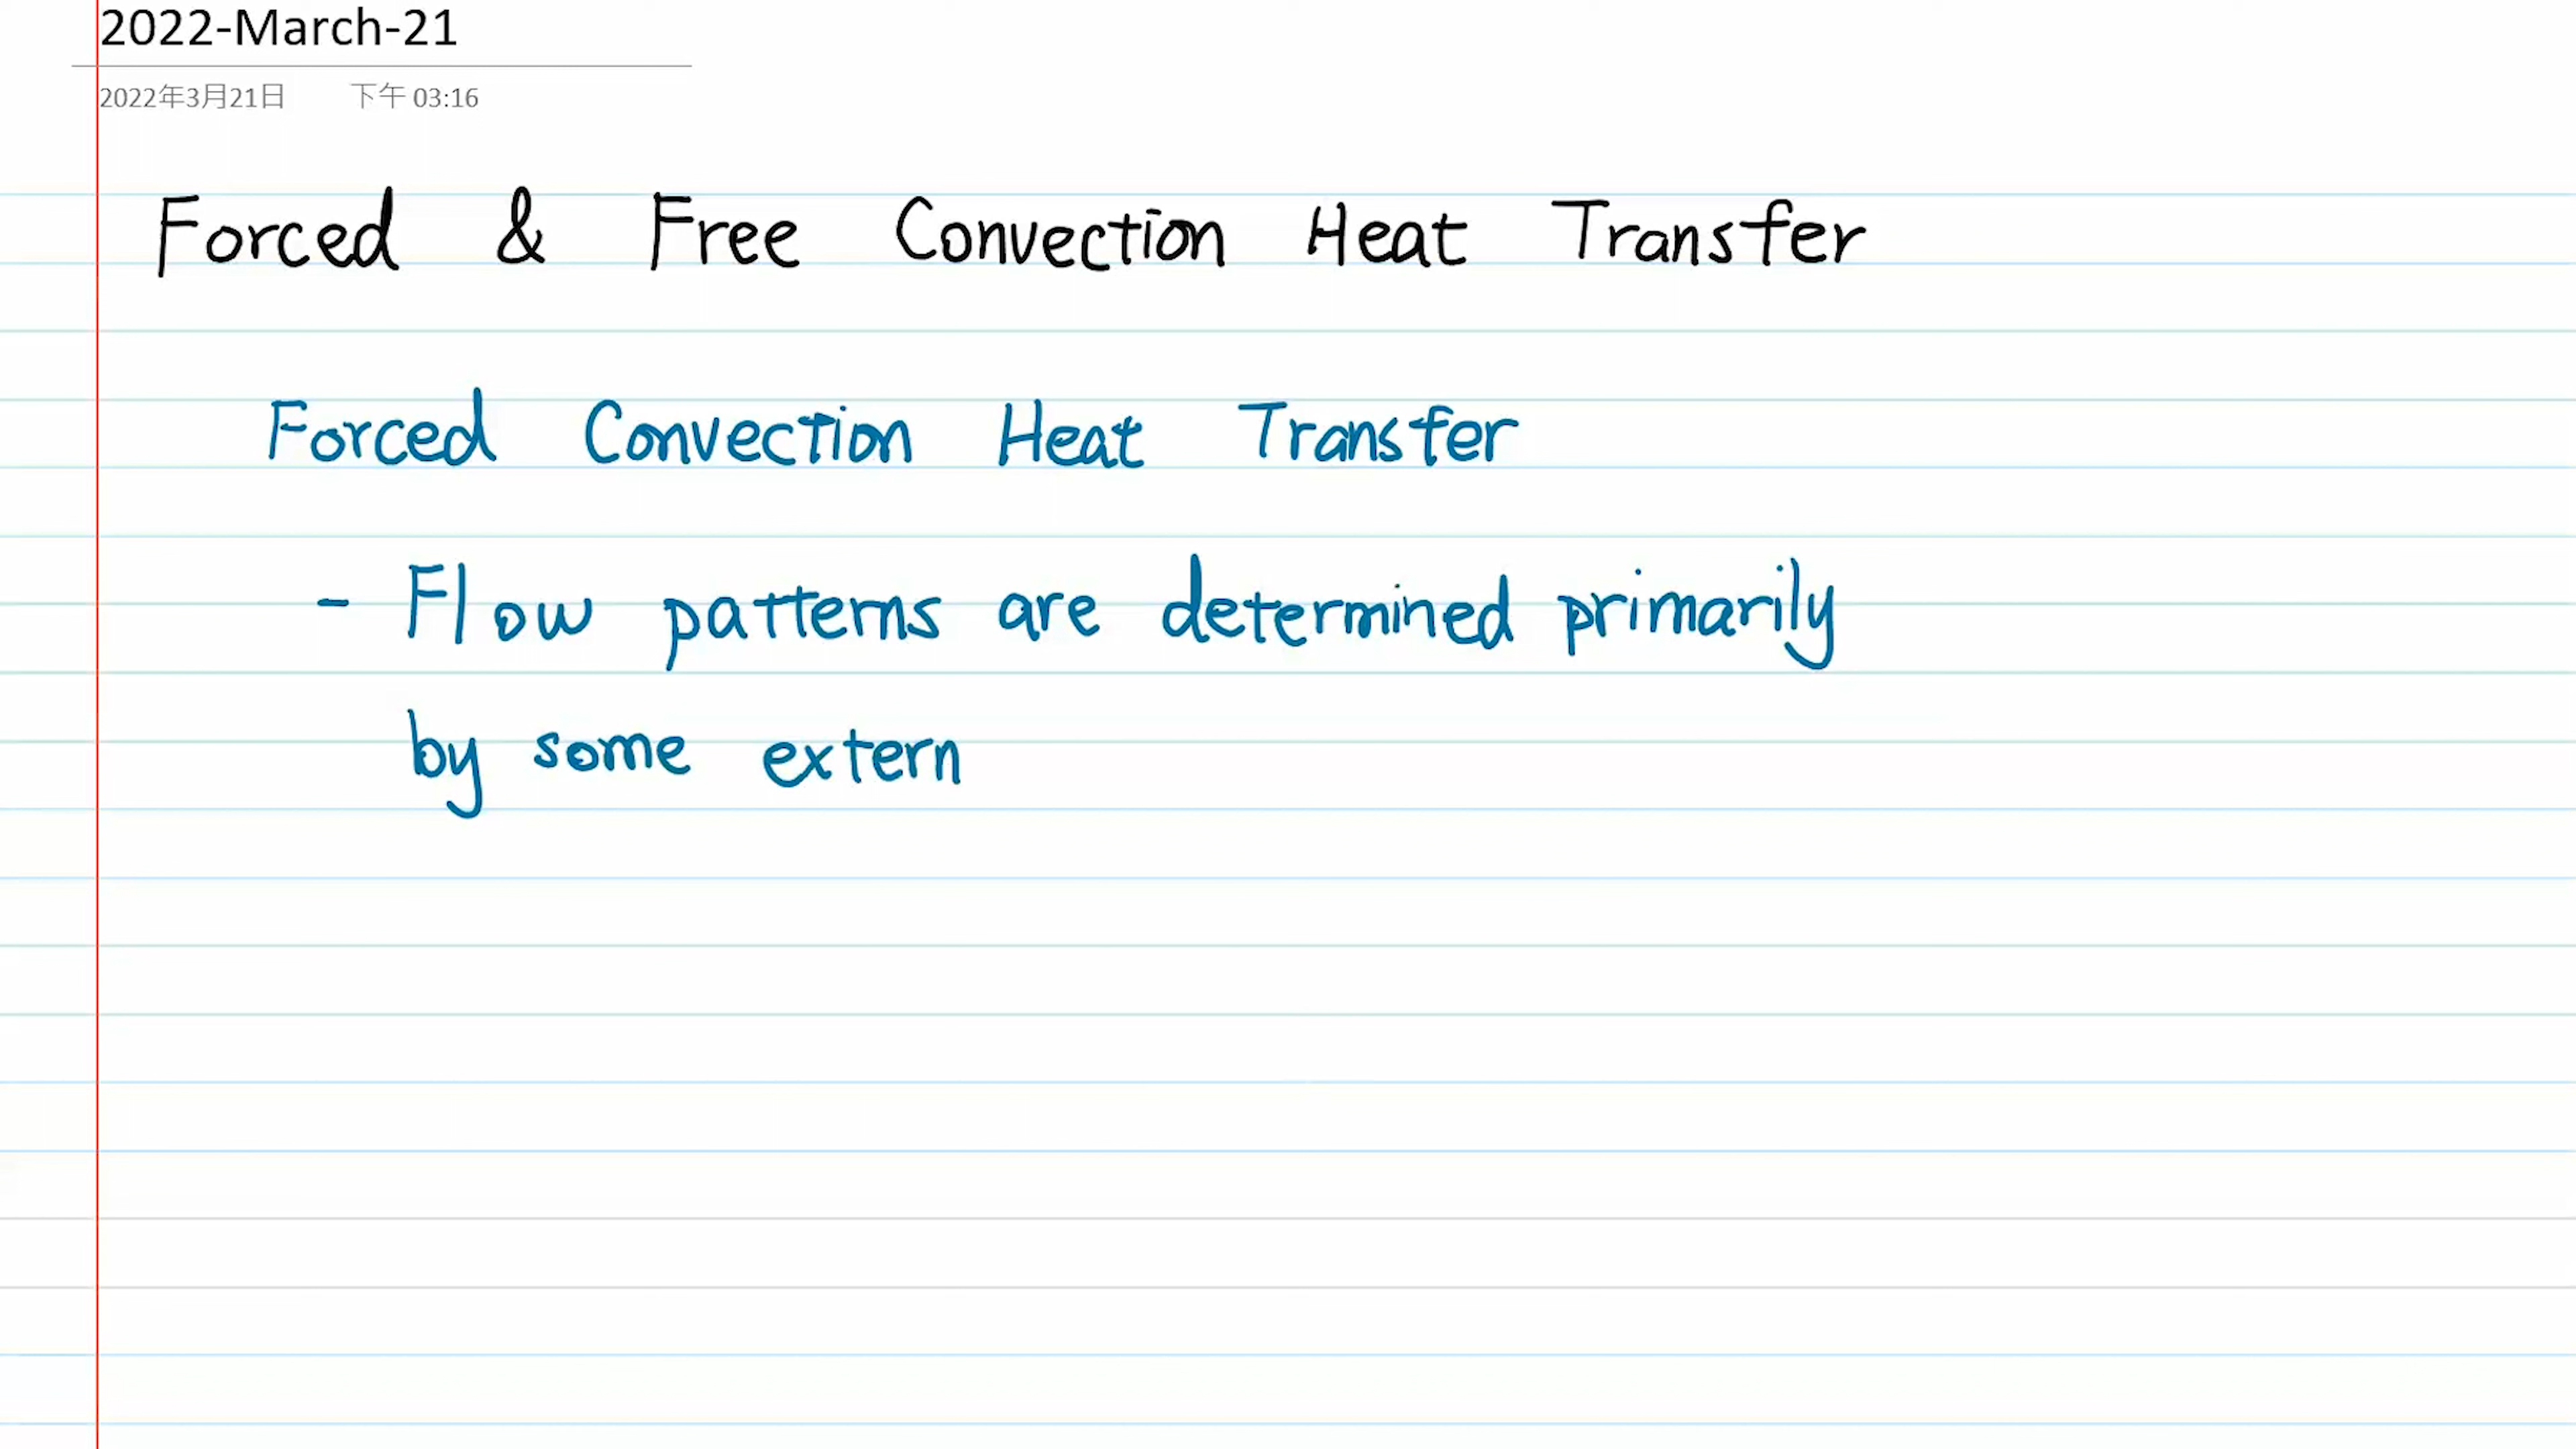 2022-March-21
2022年3月21日 下午 03:16
Forced & Free Convection Heat Transfer
Forced Convection Heat Transfer
- Flow patterns are determined primarily
by some extern